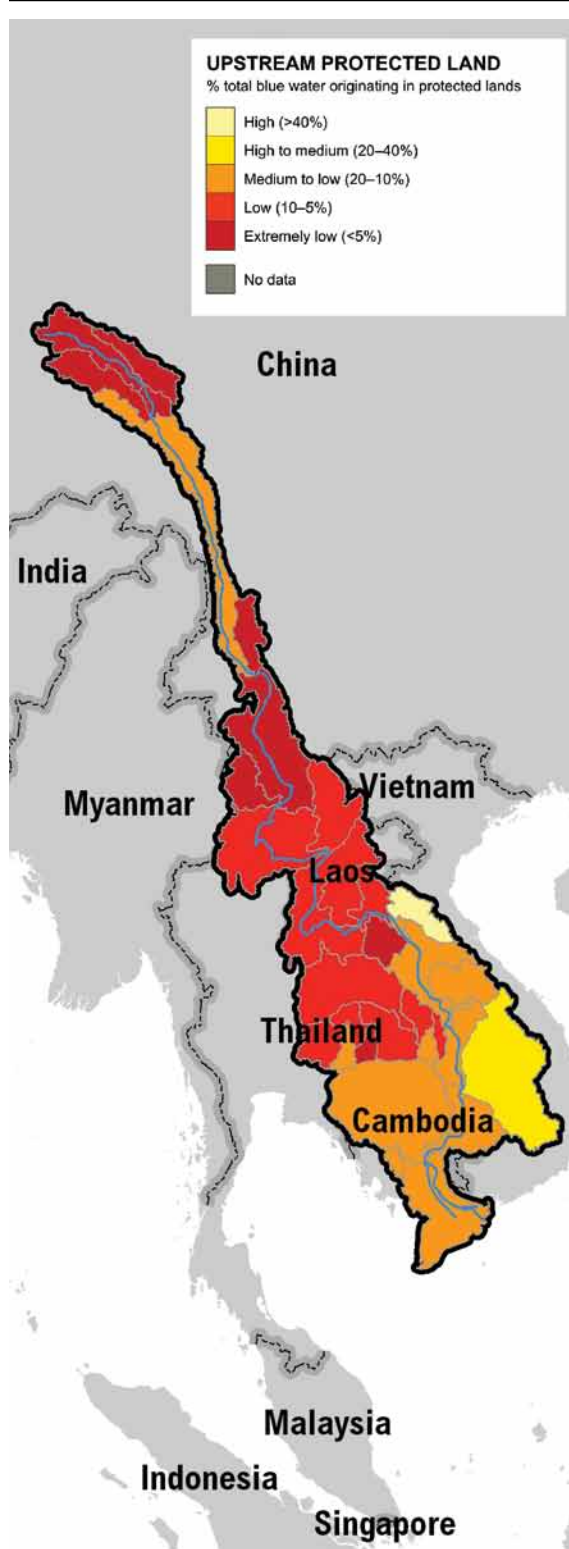 UPSTREAM PROTECTED LAND
% total blue water originating in protected lands
High (>40%)
High to medium (20–40%)
Medium to low (20–10%)
Low (10–5%)
Extremely low (<5%)
No data
China
India
Myanmar
Vietnam
Laos
Thailand
Cambodia
Malaysia
Indonesia
Singapore